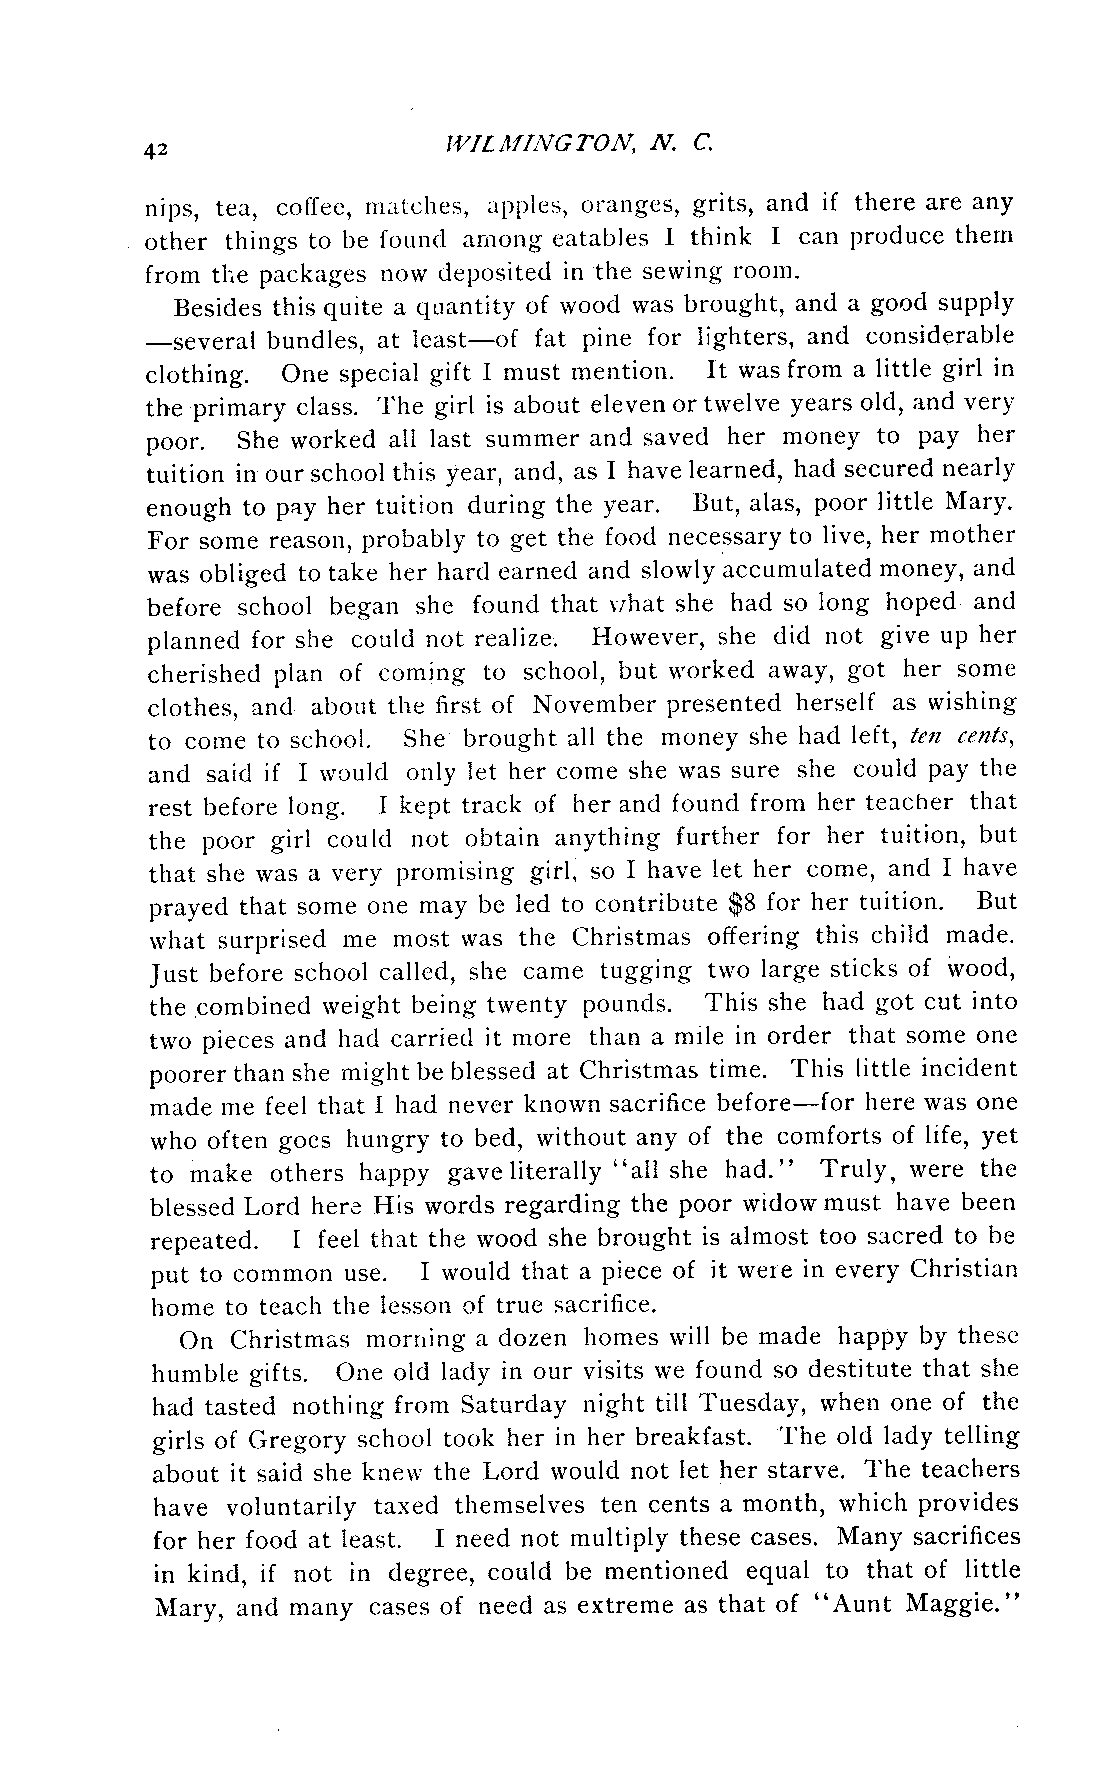 42 WILMINGTON, N. C.
nips, tea, coffee, matches, apples, oranges, grits, and if there are any
other things to be found among eatables I think I can produce them
from the packages now deposited in the sewing room.
Besides this quite a quantity of wood was brought, and a good supply
—several bundles, at least—of fat pine for lighters, and considerable
clothing. One special gift I must mention. It was from a little girl in
the primary class. The girl is about eleven or twelve years old, and very
poor. She worked all last summer and saved her money to pay her
tuition in our school this year, and, as I have learned, had secured nearly
enough to pay her tuition during the year. But, alas, poor little Mary.
For some reason, probably to get the food necessary to live, her mother
was obliged to take her hard earned and slowly accumulated money, and
before school began she found that what she had so long hoped and
planned for she could not realize. However, she did not give up her
cherished plan of coming to school, but worked away, got her some
clothes, and about the first of November presented herself as wishing
to come to school. She brought all the money she had left, ten cents,
and said if I would only let her come she was sure she could pay the
rest before long. I kept track of her and found from her teacher that
the poor girl could not obtain anything further for her tuition, but
that she was a very promising girl, so I have let her come, and I have
prayed that some one may be led to contribute $8 for her tuition. But
what surprised me most was the Christmas offering this child made.
Just before school called, she came tugging two large sticks of wood,
the combined weight being twenty pounds. This she had got cut into
two pieces and had carried it more than a mile in order that some one
poorer than she might be blessed at Christmas time. This little incident
made me feel that I had never known sacrifice before—for here was one
who often goes hungry to bed, without any of the comforts of life, yet
to make others happy gave literally "all she had." Truly, were the
blessed Lord here His words regarding the poor widow must have been
repeated. I feel that the wood she brought is almost too sacred to be
put to common use. I would that a piece of it were in every Christian
home to teach the lesson of true sacrifice.
On Christmas morning a dozen homes will be made happy by these
humble gifts. One old lady in our visits we found so destitute that she
had tasted nothing from Saturday night till Tuesday, when one of the
girls of Gregory school took her in her breakfast. The old lady telling
about it said she knew the Lord would not let her starve. The teachers
have voluntarily taxed themselves ten cents a month, which provides
for her food at least. I need not multiply these cases. Many sacrifices
in kind, if not in degree, could be mentioned equal to that of little
Mary, and many cases of need as extreme as that of "Aunt Maggie."